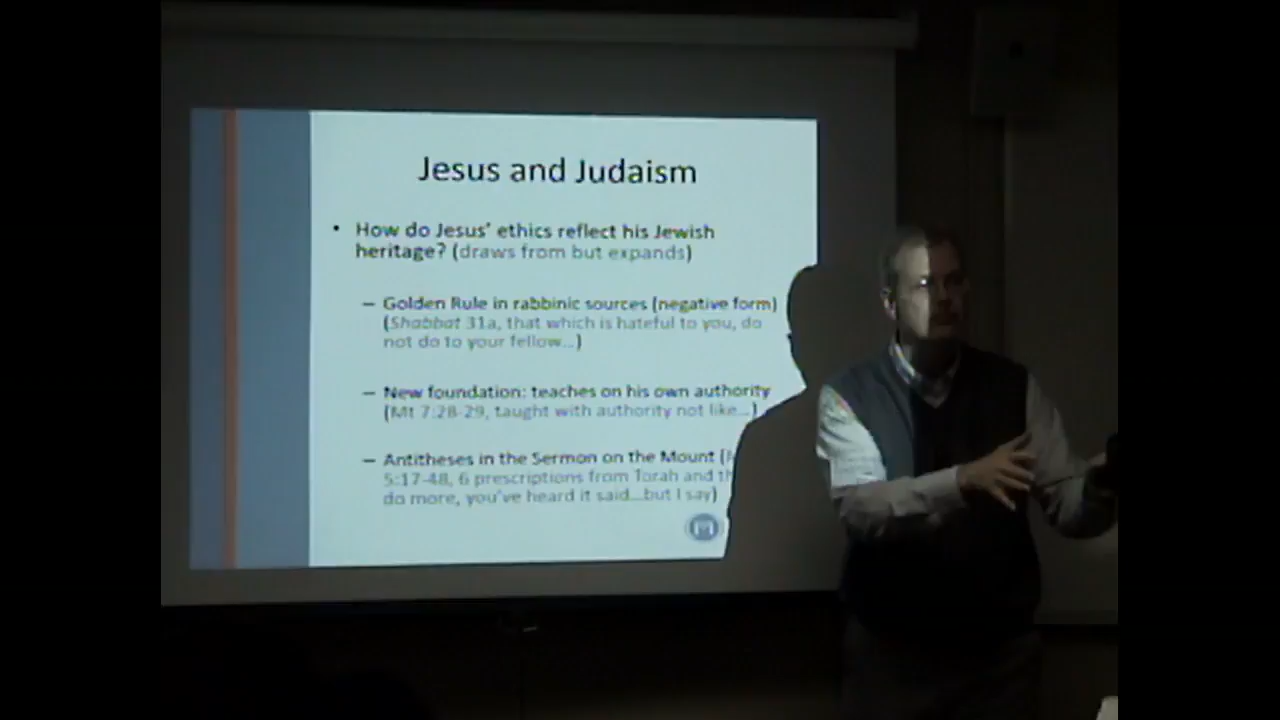 Jesus and Judaism
• How do Jesus' ethics reflect his Jewish
heritage? (draws from but expands)
– Golden Rule in rabbinic sources (negative form)
(Shabbat 31a, that which is hateful to you, do
not do to your fellow...)
– New foundation: teaches on his own authority
(Mt 7:28-29, taught with authority not like...)
– Antitheses in the Sermon on the Mount (
5:17-48, 6 prescriptions from Torah and
do more, you've heard it said...but I say)